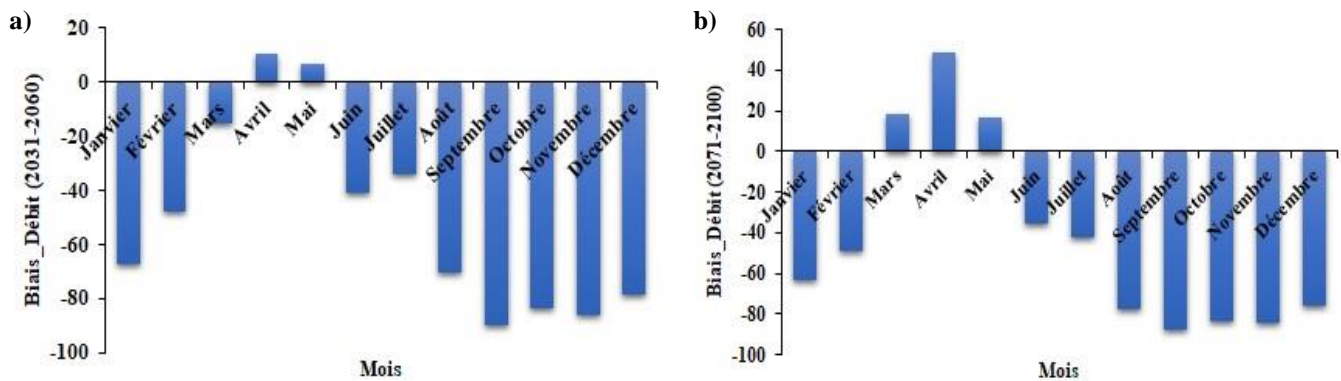 a)
Biais_Débit (2031-2060)
20
0
-20
-40
-60
-80
-100
Janvier
Février
Mars
Avril
Mai
Juin
Juillet
Août
Septembre
Octobre
Novembre
Décembre
Mois
b)
Biais_Débit (2071-2100)
60
40
20
0
-20
-40
-60
-80
-100
Janvier
Février
Mars
Avril
Mai
Juin
Juillet
Août
Septembre
Octobre
Novembre
Décembre
Mois